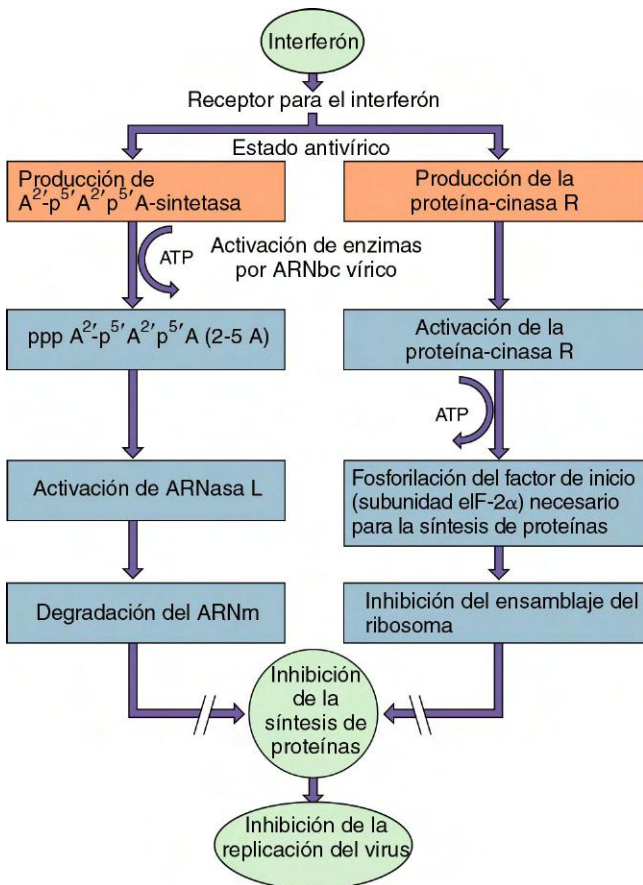 Interferón
Receptor para el interferón
Estado antivírico
Producción de
A²′-p⁵′A²′p⁵′A-sintetasa
Producción de la
proteína-cinasa R
ATP
Activación de enzimas
por ARNbc vírico
ppp A²′-p⁵′A²′p⁵′A (2-5 A)
Activación de la
proteína-cinasa R
ATP
Activación de ARNasa L
Fosforilación del factor de inicio
(subunidad eIF-2α) necesario
para la síntesis de proteínas
Degradación del ARNm
Inhibición del ensamblaje del
ribosoma
Inhibición
de la
síntesis de
proteínas
Inhibición de la
replicación del virus